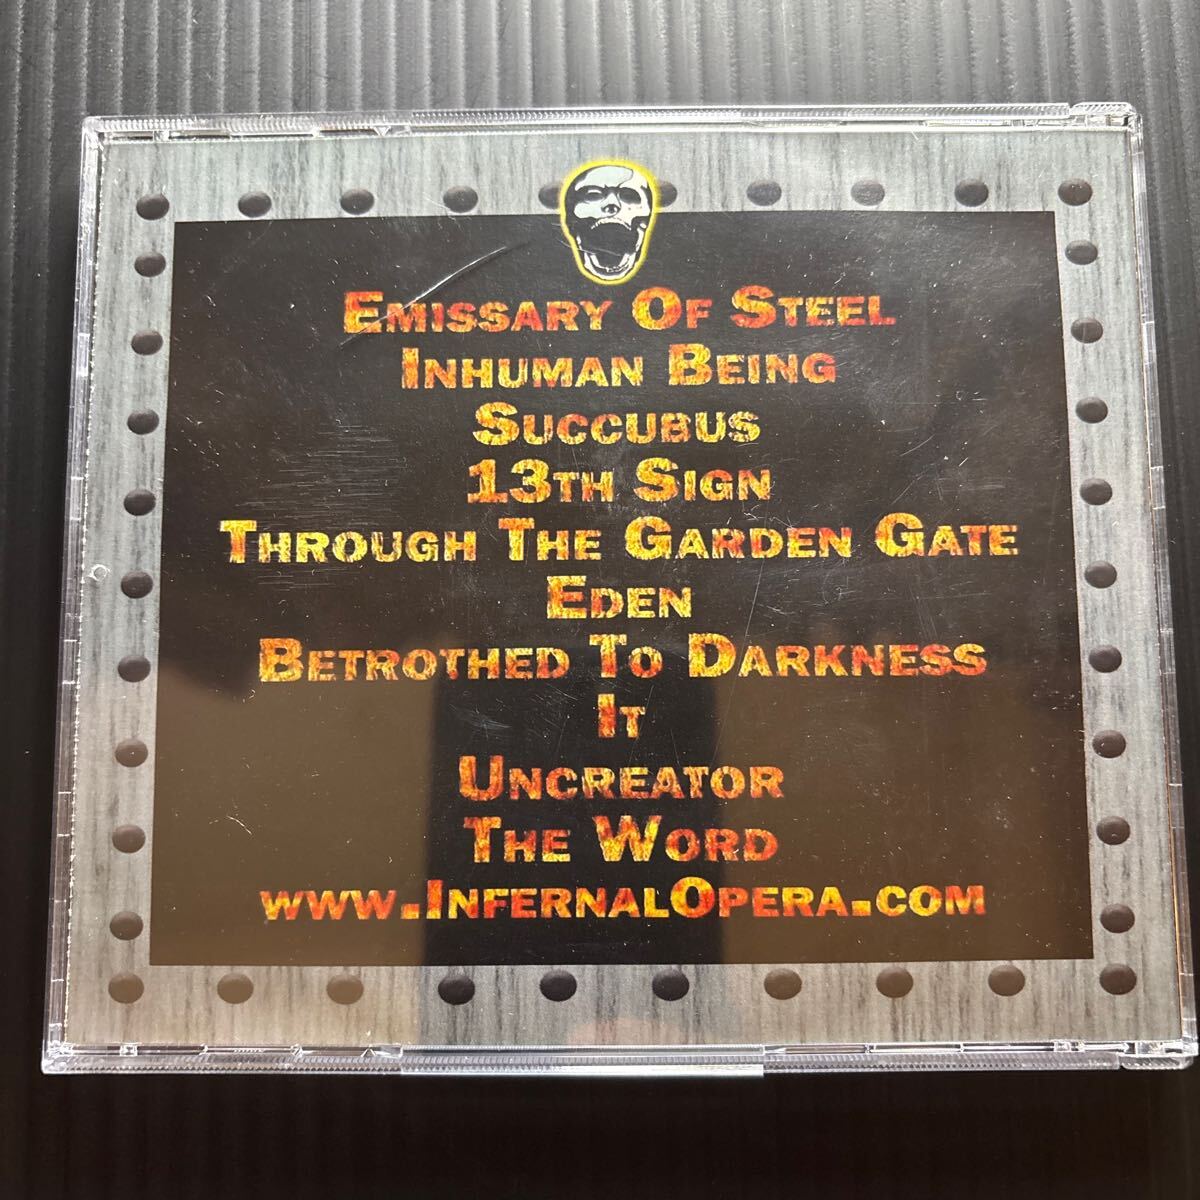 Emissary Of Steel
Inhuman Being
Succubus
13th Sign
Through The Garden Gate
Eden
Betrothed To Darkness
It
Uncreator
The Word
www.InfernalOpera.com